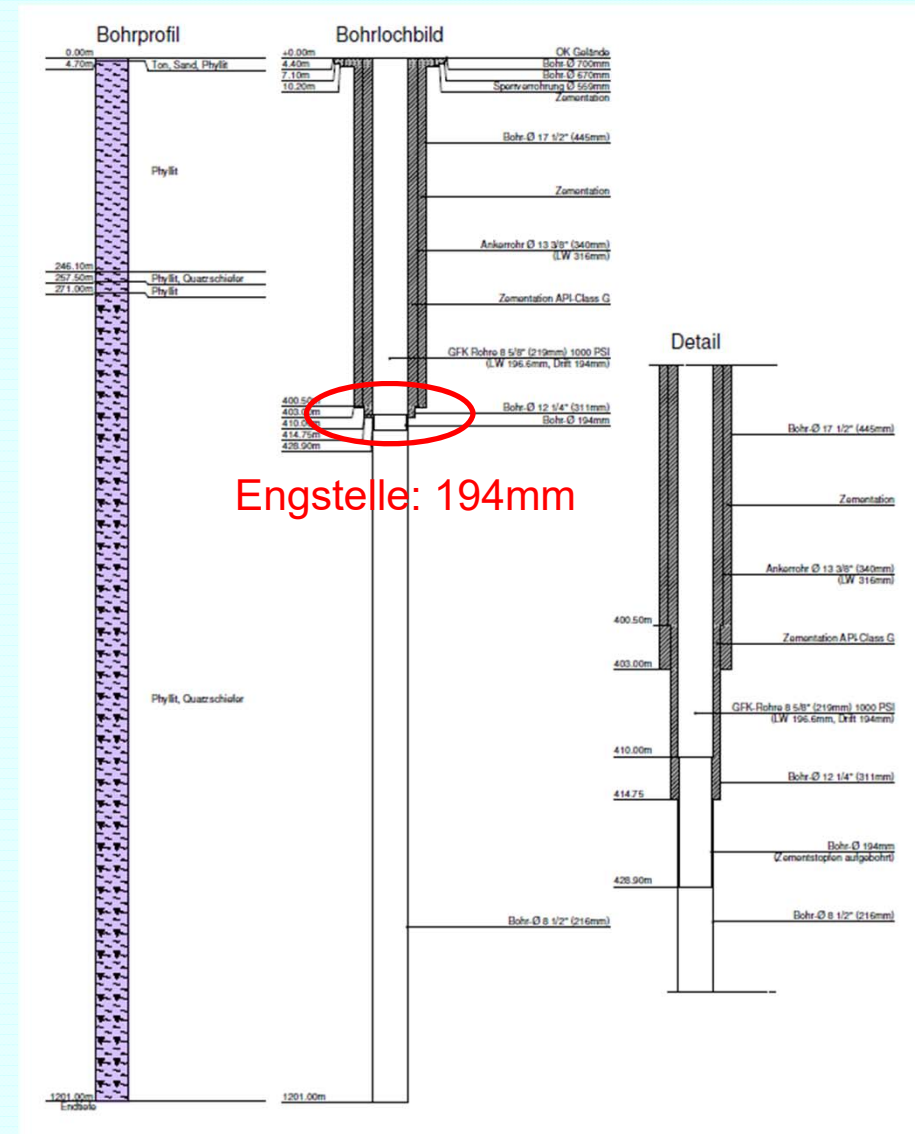 Bohrprofil
0.00m
4.70m
Ton, Sand, Phyllit
Phyllit
246.10m
257.50m
Phyllit, Quarzschiefer
271.00m
Phyllit
Phyllit, Quarzschiefer
1201.00m
Endtiefe
Bohrlochbild
±0.00m
OK Gelände
4.40m
Bohr-Ø 700mm
7.10m
Bohr-Ø 670mm
10.20m
Sperrverrohrung Ø 559mm
Zementation
Bohr-Ø 17 1/2" (445mm)
Zementation
Ankerrohr Ø 13 3/8" (340mm)
(LW 316mm)
Zementation API-Class G
GFK Rohre 8 5/8" (219mm) 1000 PSI
(LW 196.6mm, Drift 194mm)
400.50m
403.00m
Bohr-Ø 12 1/4" (311mm)
410.00m
Bohr-Ø 194mm
414.75m
428.90m
Engstelle: 194mm
Bohr-Ø 8 1/2" (216mm)
1201.00m
Detail
Bohr-Ø 17 1/2" (445mm)
Zementation
Ankerrohr Ø 13 3/8" (340mm)
(LW 316mm)
400.50m
Zementation API-Class G
403.00m
GFK-Rohre 8 5/8" (219mm) 1000 PSI
(LW 196.6mm, Drift 194mm)
410.00m
Bohr-Ø 12 1/4" (311mm)
414.75
Bohr-Ø 194mm
(Zementstopfen aufgebohrt)
428.90m
Bohr-Ø 8 1/2" (216mm)